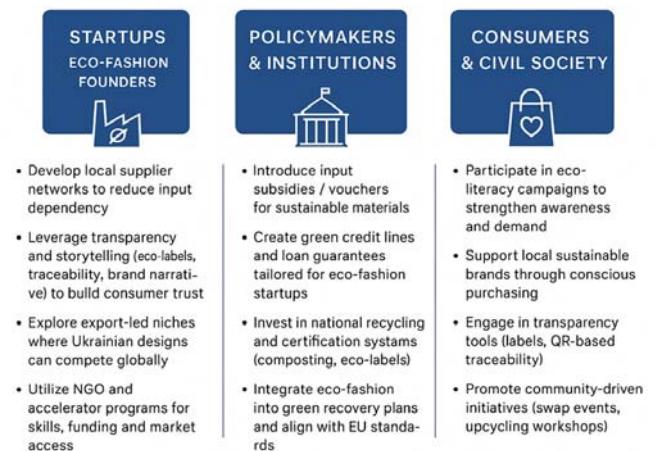 STARTUPS
ECO-FASHION
FOUNDERS
• Develop local supplier
networks to reduce input
dependency
• Leverage transparency
and storytelling (eco-labels,
traceability, brand narrati-
ve) to build consumer trust
• Explore export-led niches
where Ukrainian designs
can compete globally
• Utilize NGO and
accelerator programs for
skills, funding and market
access
POLICYMAKERS
& INSTITUTIONS
• Introduce input
subsidies / vouchers
for sustainable materials
• Create green credit lines
and loan guarantees
tailored for eco-fashion
startups
• Invest in national recycling
and certification systams
(composting, eco-labels)
• Integrate eco-fashion
into green recovery plans
and align with EU standa-
rds
CONSUMERS
& CIVIL SOCIETY
• Participate in eco-
literacy campaigns to
strengthen awareness
and demand
• Support local sustainable
brands through conscious
purchasing
• Engage in transparency
tools (labels, QR-based
traceability)
• Promote community-driven
initiatives (swap events,
upcycling workshops)